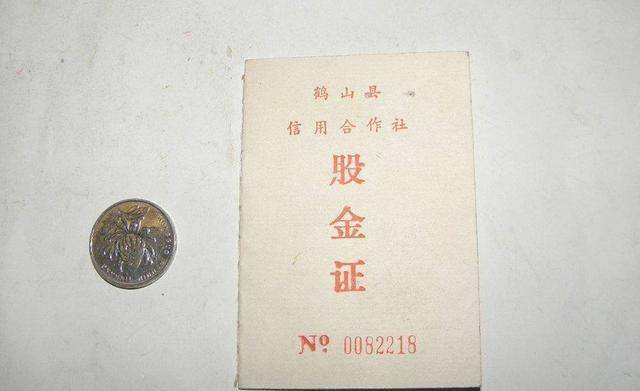 鹤山县
信用合作社
股
金
证
Nº. 0082218